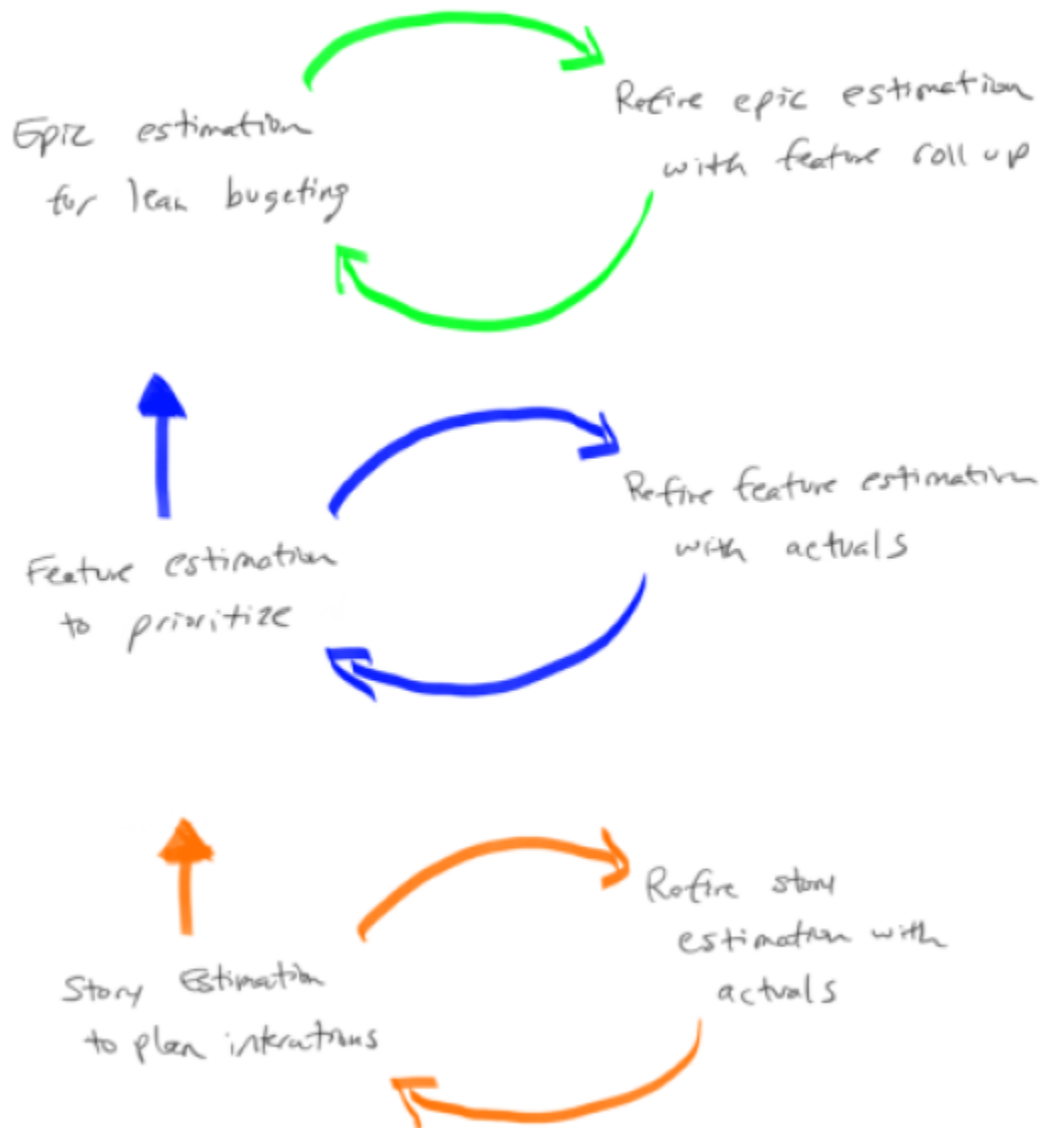 Epic estimation
for lean bugeting
Refine epic estimation
with feature roll up
Feature estimation
to prioritize
Refine feature estimation
with actuals
Story Estimation
to plan interations
Refine story
estimation with
actuals